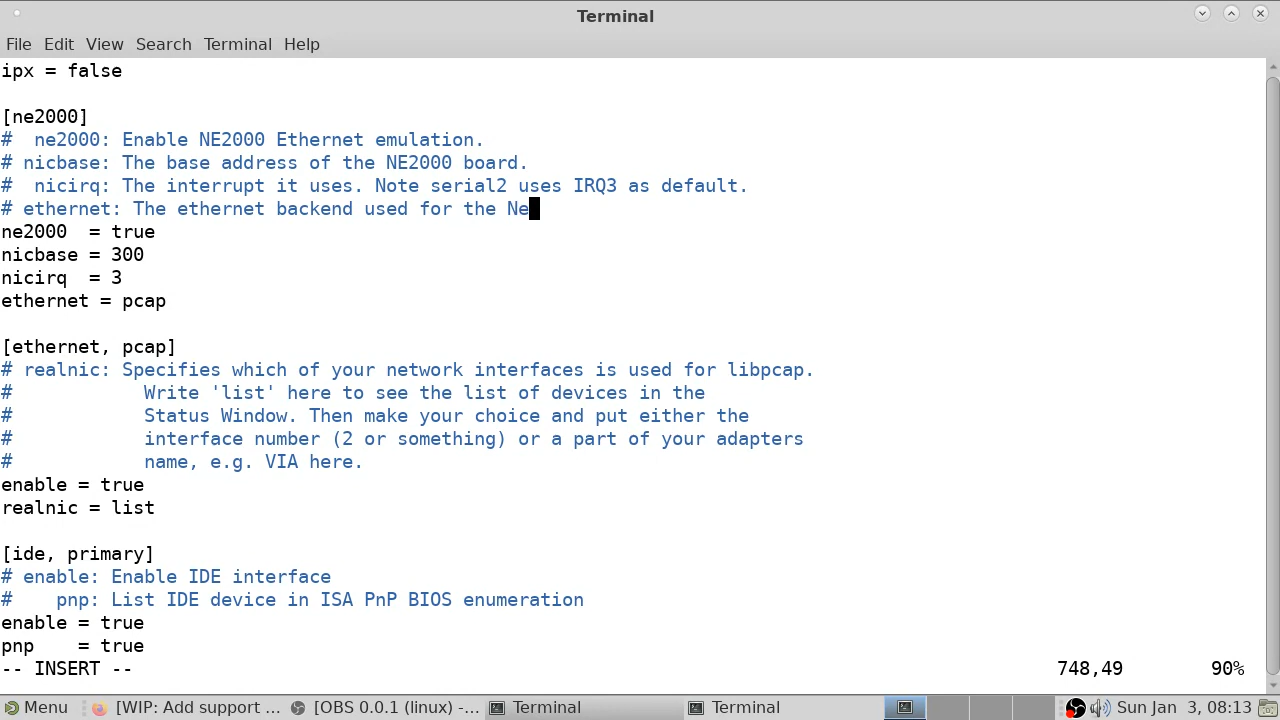 Terminal
File Edit View Search Terminal Help
ipx = false
[ne2000]
#  ne2000: Enable NE2000 Ethernet emulation.
# nicbase: The base address of the NE2000 board.
#  nicirq: The interrupt it uses. Note serial2 uses IRQ3 as default.
# ethernet: The ethernet backend used for the Ne
ne2000  = true
nicbase = 300
nicirq  = 3
ethernet = pcap
[ethernet, pcap]
# realnic: Specifies which of your network interfaces is used for libpcap.
#            Write 'list' here to see the list of devices in the
#            Status Window. Then make your choice and put either the
#            interface number (2 or something) or a part of your adapters
#            name, e.g. VIA here.
enable = true
realnic = list
[ide, primary]
# enable: Enable IDE interface
#    pnp: List IDE device in ISA PnP BIOS enumeration
enable = true
pnp    = true
-- INSERT -- 748,49 90%
Menu [WIP: Add support ... [OBS 0.0.1 (linux) -... Terminal Terminal Sun Jan  3, 08:13